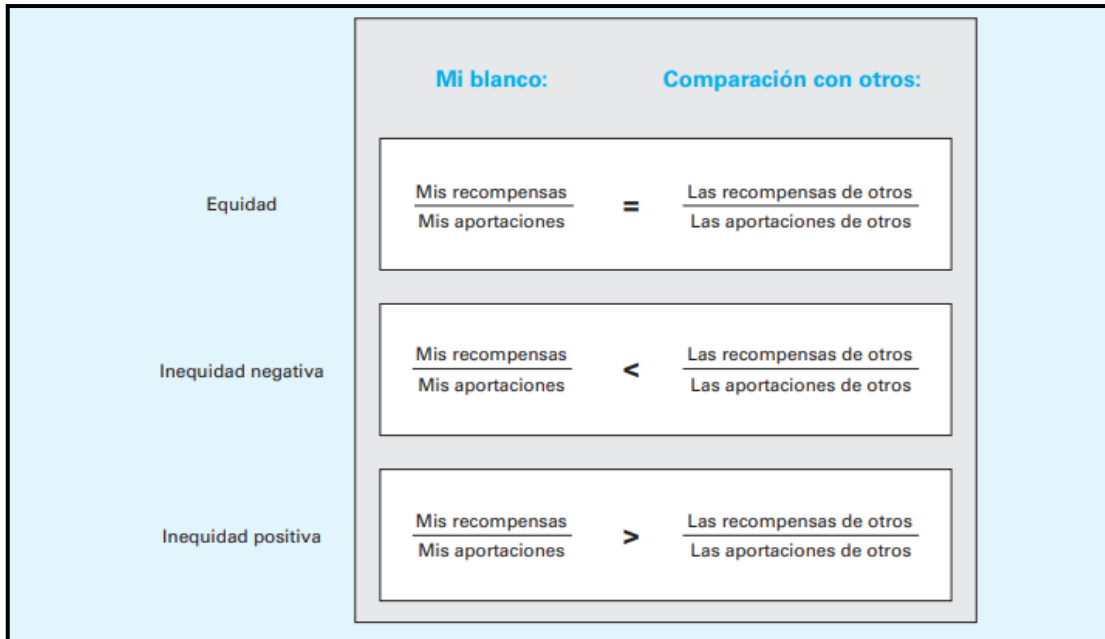 Mi blanco: Comparación con otros:
Equidad
Mis recompensas = Las recompensas de otros
Mis aportaciones Las aportaciones de otros
Inequidad negativa
Mis recompensas < Las recompensas de otros
Mis aportaciones Las aportaciones de otros
Inequidad positiva
Mis recompensas > Las recompensas de otros
Mis aportaciones Las aportaciones de otros